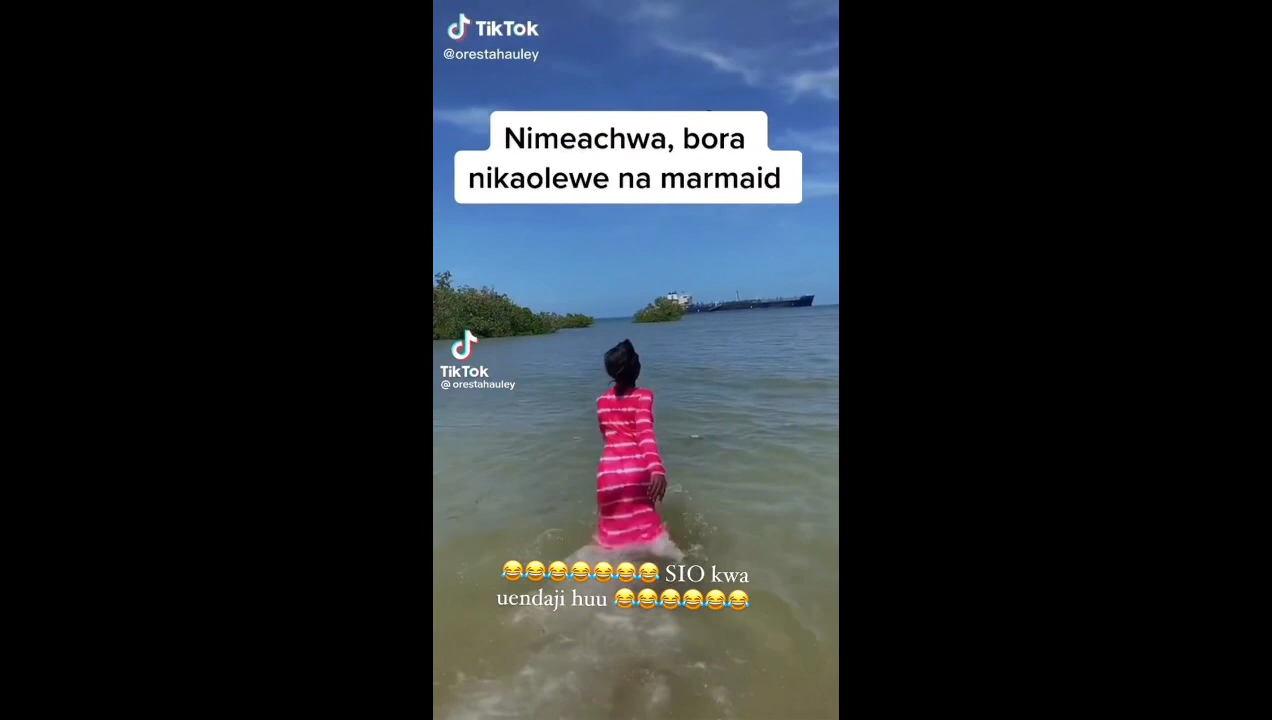 TikTok
@orestahauley
Nimeachwa, bora
nikaolewe na marmaid
TikTok
@orestahauley
😂😂😂😂😂😂😂 SIO kwa
uendaji huu 😂😂😂😂😂😂